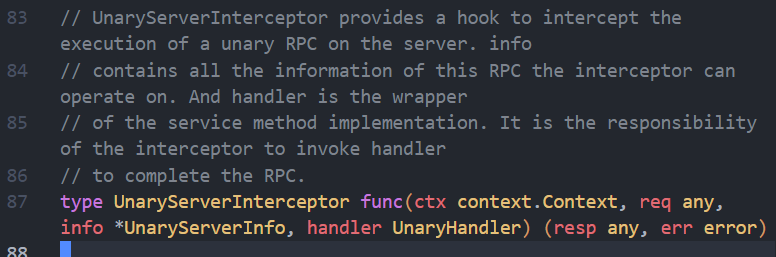 83 // UnaryServerInterceptor provides a hook to intercept the
execution of a unary RPC on the server. info
84 // contains all the information of this RPC the interceptor can
operate on. And handler is the wrapper
85 // of the service method implementation. It is the responsibility
of the interceptor to invoke handler
86 // to complete the RPC.
87 type UnaryServerInterceptor func(ctx context.Context, req any,
info *UnaryServerInfo, handler UnaryHandler) (resp any, err error)
88